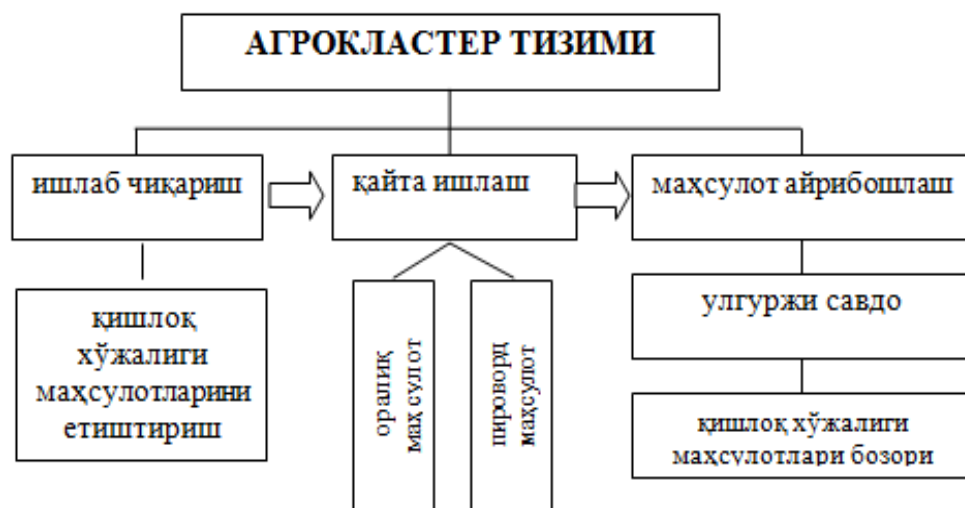 АГРОКЛАСТЕР ТИЗИМИ
ишлаб чиқариш
қайта ишлаш
маҳсулот айрибошлаш
қишлоқ
хўжалиги
маҳсулотларини
етиштириш
оралиқ
маҳсулот
пироворд
маҳсулот
улгуржи савдо
қишлоқ хўжалиги
маҳсулотлари бозори